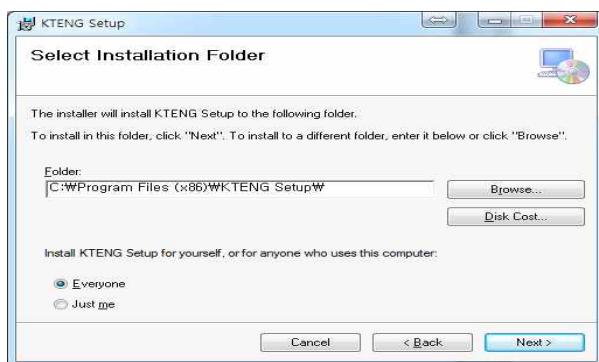 KTENG Setup
Select Installation Folder
The installer will install KTENG Setup to the following folder.
To install in this folder, click "Next". To install to a different folder, enter it below or click "Browse".
Folder:
C:₩Program Files (x86)₩KTENG Setup₩
Browse...
Disk Cost...
Install KTENG Setup for yourself, or for anyone who uses this computer:
Everyone
Just me
Cancel
< Back
Next >